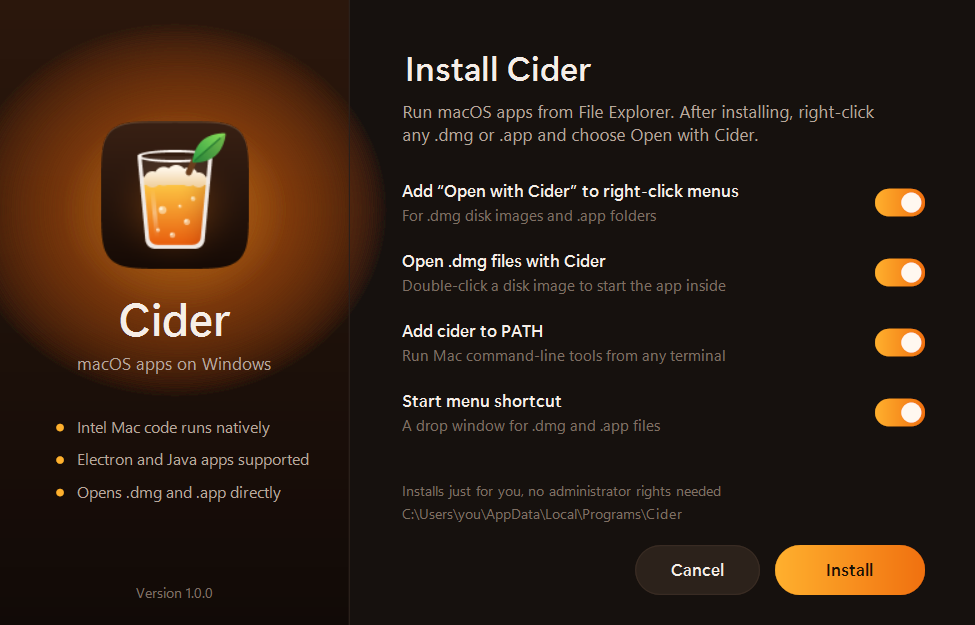 Cider
macOS apps on Windows
Intel Mac code runs natively
Electron and Java apps supported
Opens .dmg and .app directly
Version 1.0.0
Install Cider
Run macOS apps from File Explorer. After installing, right-click
any .dmg or .app and choose Open with Cider.
Add “Open with Cider” to right-click menus
For .dmg disk images and .app folders
Open .dmg files with Cider
Double-click a disk image to start the app inside
Add cider to PATH
Run Mac command-line tools from any terminal
Start menu shortcut
A drop window for .dmg and .app files
Installs just for you, no administrator rights needed
C:\Users\you\AppData\Local\Programs\Cider
Cancel
Install